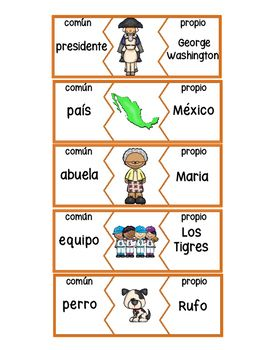 común
propio
presidente
George
Washington
común
propio
país
México
común
propio
abuela
Maria
común
propio
equipo
Los
Tigres
común
propio
perro
Rufo